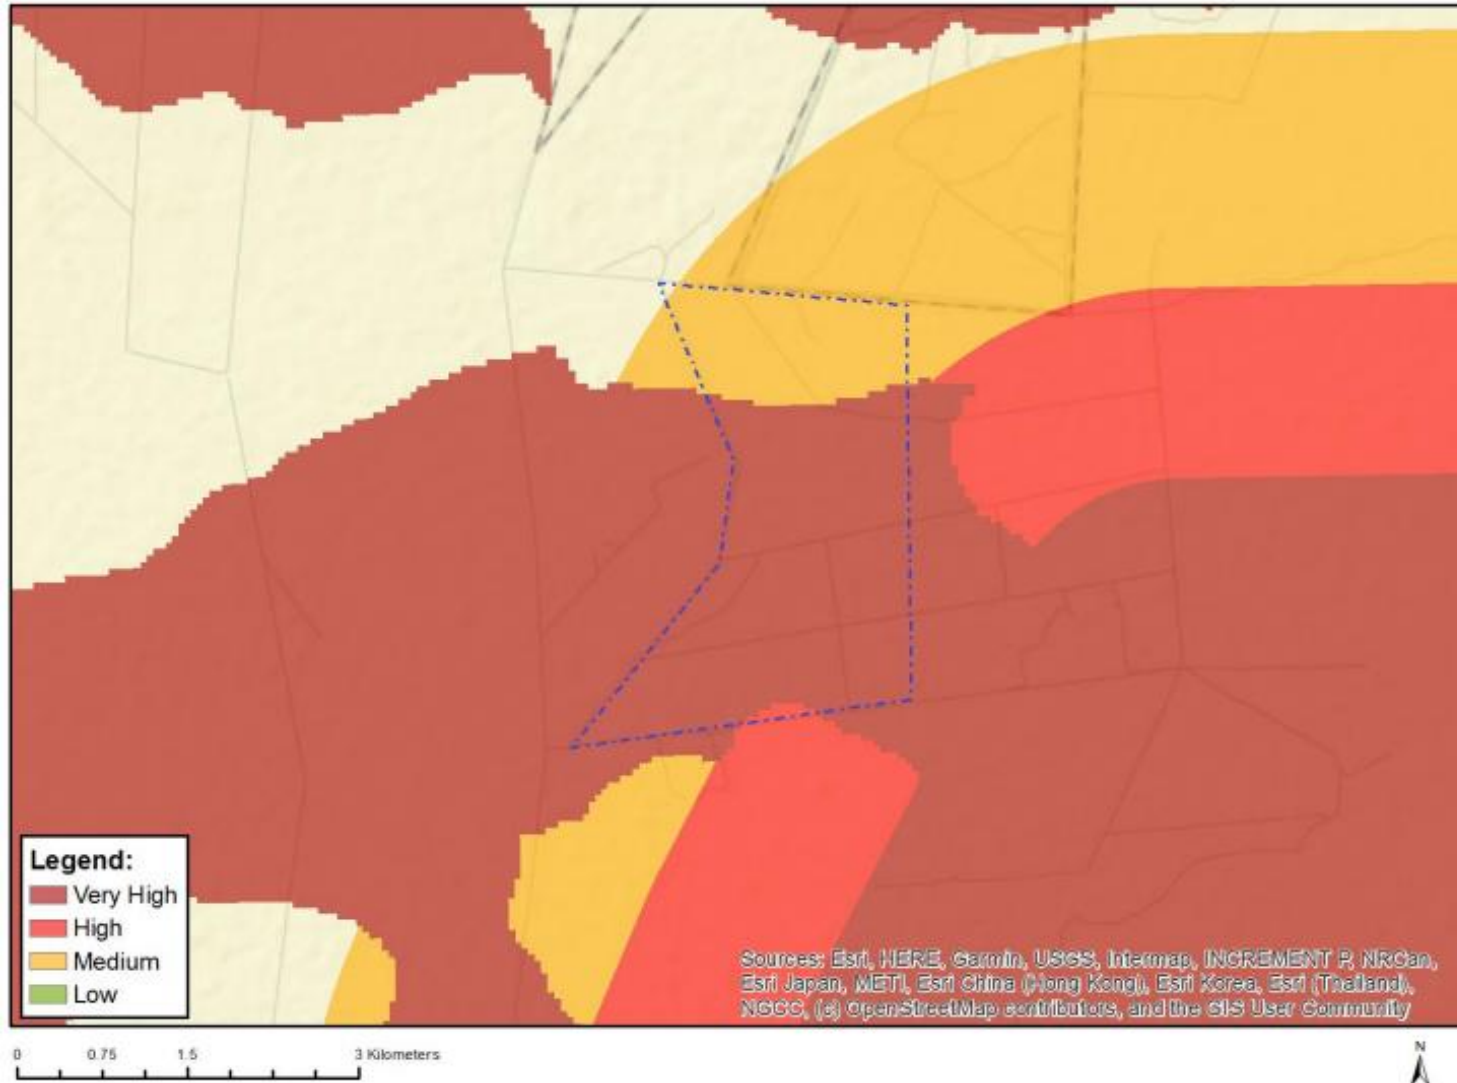 Legend:
Very High
High
Medium
Low
Sources: Esri, HERE, Garmin, USGS, Intermap, INCREMENT P, NRCan,
Esri Japan, METI, Esri China (Hong Kong), Esri Korea, Esri (Thailand),
NGCC, (c) OpenStreetMap contributors, and the GIS User Community
0 0.75 1.5 3 Kilometers
N